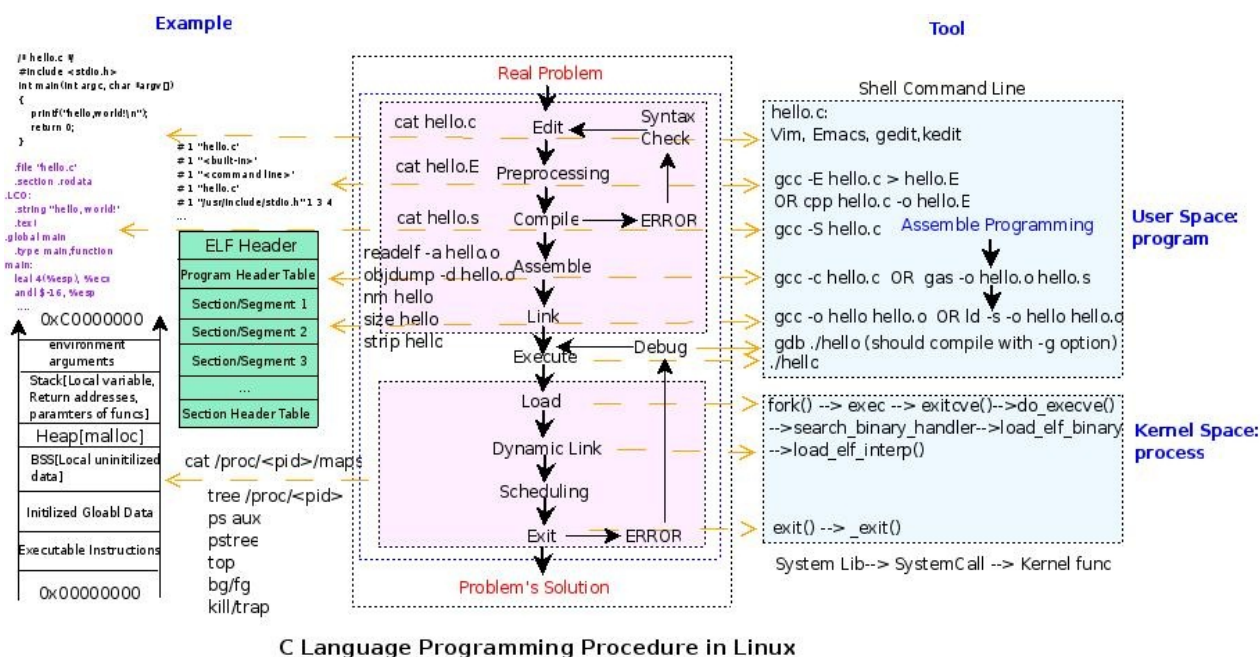 Example
Tool
/* hello.c */
#include <stdio.h>
int main(int argc, char *argv[])
{
printf("hello,world!\n");
return 0;
}
.file "hello.c"
.section .rodata
.LC0:
.string "hello, world!"
.text
.global main
.type main,function
main:
leal 4(%esp), %ecx
andl $-16, %esp
....
# 1 "hello.c"
# 1 "<built-in>"
# 1 "<command line>"
# 1 "hello.c"
# 1 "/usr/include/stdio.h" 1 3 4
...
ELF Header
Program Header Table
Section/Segment 1
Section/Segment 2
Section/Segment 3
...
Section Header Table
0xC0000000
environment
arguments
Stack[Local variable,
Return addresses,
paramters of funcs]
Heap[malloc]
BSS[Local uninitilized
data]
Initilized Gloabl Data
Executable Instructions
0x00000000
cat /proc/<pid>/maps
tree /proc/<pid>
ps aux
pstree
top
bg/fg
kill/trap
cat hello.c
cat hello.E
cat hello.s
readelf -a hello.o
objdump -d hello.o
nm hello
size hello
strip hello
Real Problem
Edit
Syntax
Check
Preprocessing
Compile
ERROR
Assemble
Link
Debug
Execute
Load
Dynamic Link
Scheduling
Exit
ERROR
Problem's Solution
Shell Command Line
hello.c:
Vim, Emacs, gedit,kedit
gcc -E hello.c > hello.E
OR cpp hello.c -o hello.E
gcc -S hello.c
Assemble Programming
gcc -c hello.c OR gas -o hello.o hello.s
gcc -o hello hello.o OR ld -s -o hello hello.o
gdb ./hello (should compile with -g option)
./hello
User Space:
program
fork() --> exec --> exitcve()-->do_execve()
-->search_binary_handler-->load_elf_binary
-->load_elf_interp()
exit() --> _exit()
Kernel Space:
process
System Lib--> SystemCall --> Kernel func
C Language Programming Procedure in Linux